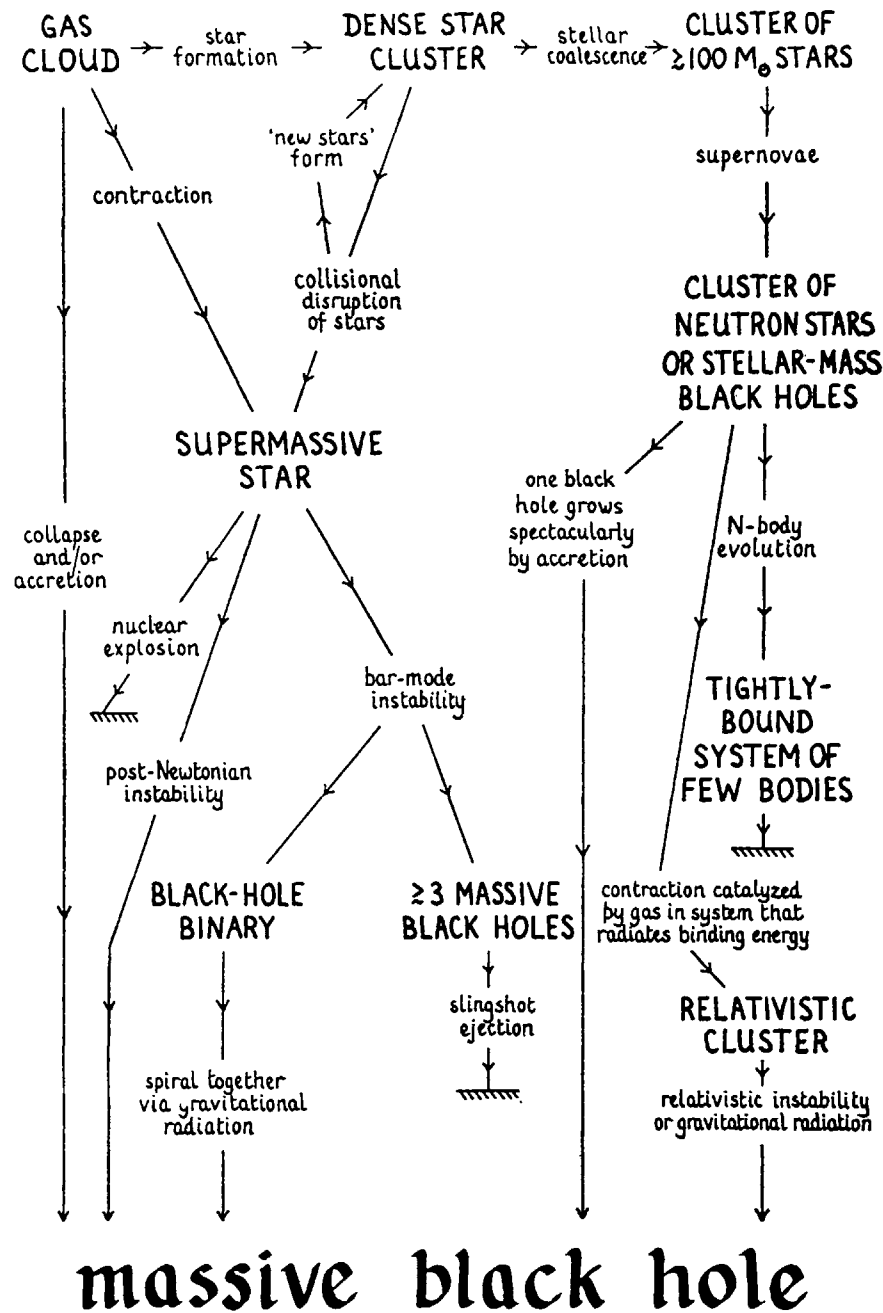 GAS
CLOUD
star
formation
DENSE STAR
CLUSTER
stellar
coalescence
CLUSTER OF
≥100 M⊙ STARS
'new stars'
form
supernovae
contraction
collisional
disruption
of stars
CLUSTER OF
NEUTRON STARS
OR STELLAR-MASS
BLACK HOLES
SUPERMASSIVE
STAR
one black
hole grows
spectacularly
by accretion
N-body
evolution
collapse
and/or
accretion
nuclear
explosion
bar-mode
instability
TIGHTLY-
BOUND
SYSTEM OF
FEW BODIES
post-Newtonian
instability
BLACK-HOLE
BINARY
≥3 MASSIVE
BLACK HOLES
contraction catalyzed
by gas in system that
radiates binding energy
slingshot
ejection
RELATIVISTIC
CLUSTER
spiral together
via gravitational
radiation
relativistic instability
or gravitational radiation
massive black hole